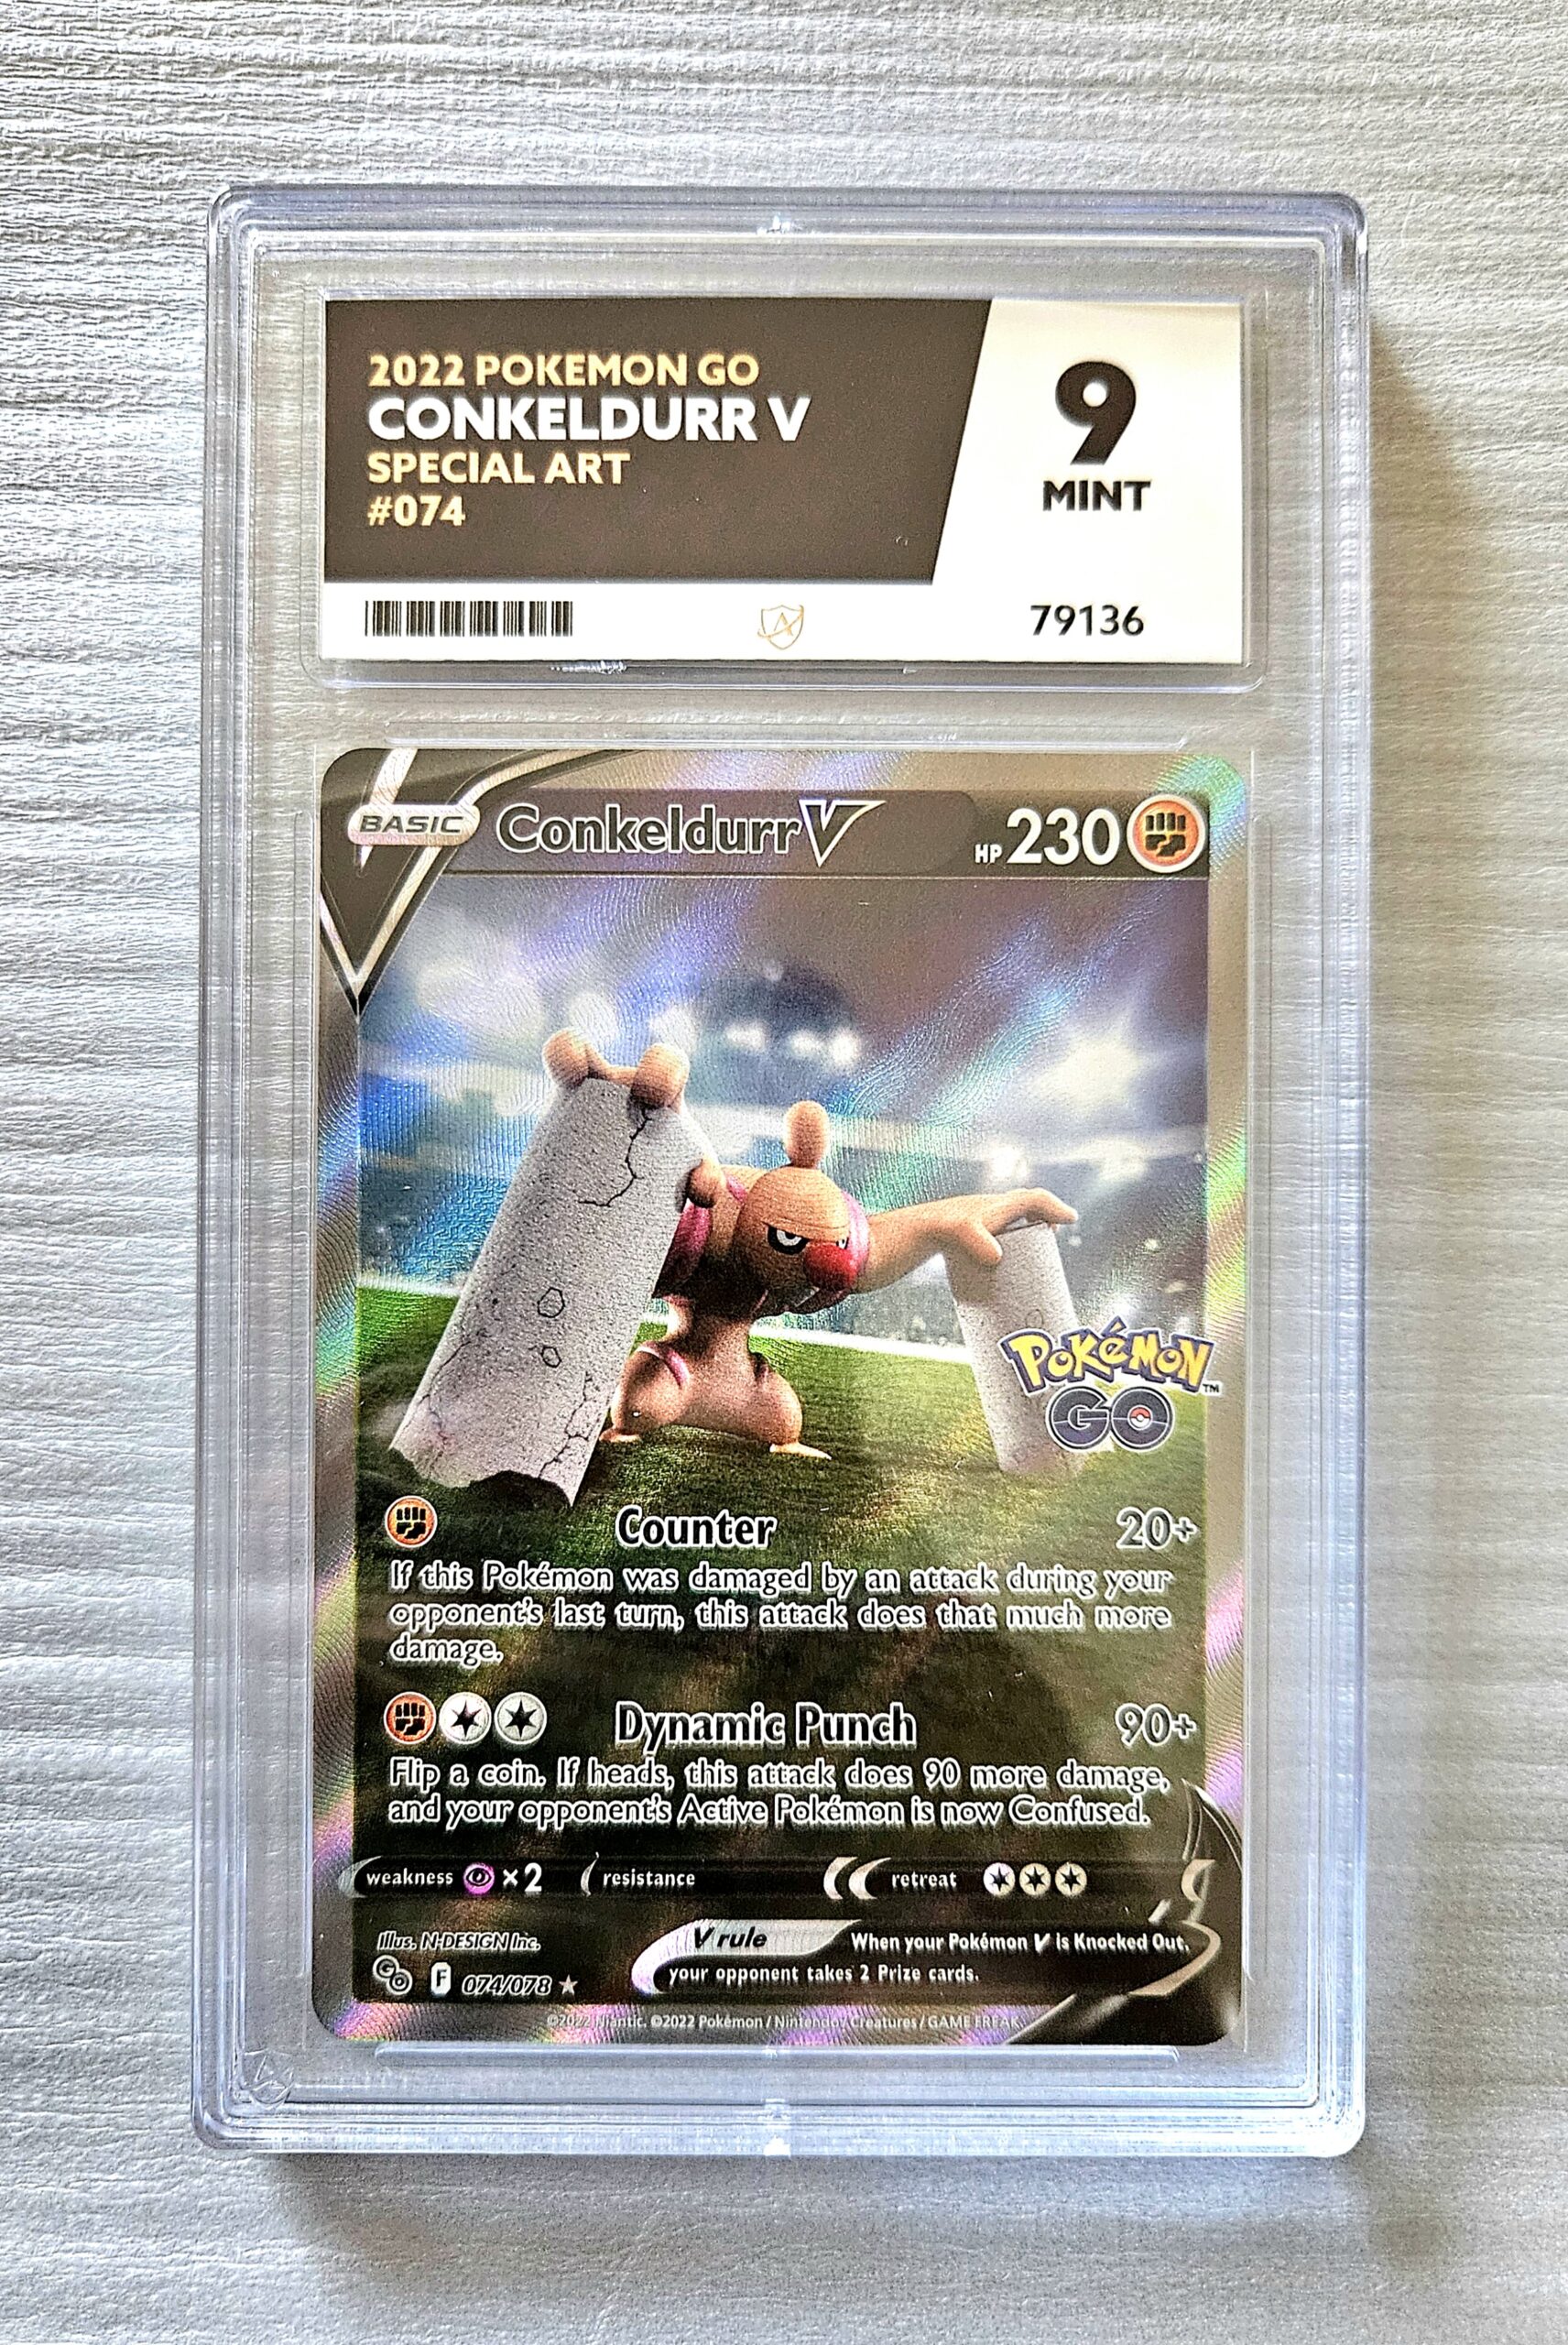 2022 POKEMON GO
CONKELDURR V
SPECIAL ART
#074
9
MINT
79136
BASIC Conkeldurr V HP 230
POKéMON™
GO
Counter 20+
If this Pokémon was damaged by an attack during your
opponent's last turn, this attack does that much more
damage.
Dynamic Punch 90+
Flip a coin. If heads, this attack does 90 more damage,
and your opponent's Active Pokémon is now Confused.
weakness ×2 resistance retreat
Illus. N-DESIGN Inc.
V rule When your Pokémon V is Knocked Out,
your opponent takes 2 Prize cards.
GO F 074/078 ★
©2022 Niantic. ©2022 Pokémon / Nintendo / Creatures / GAME FREAK